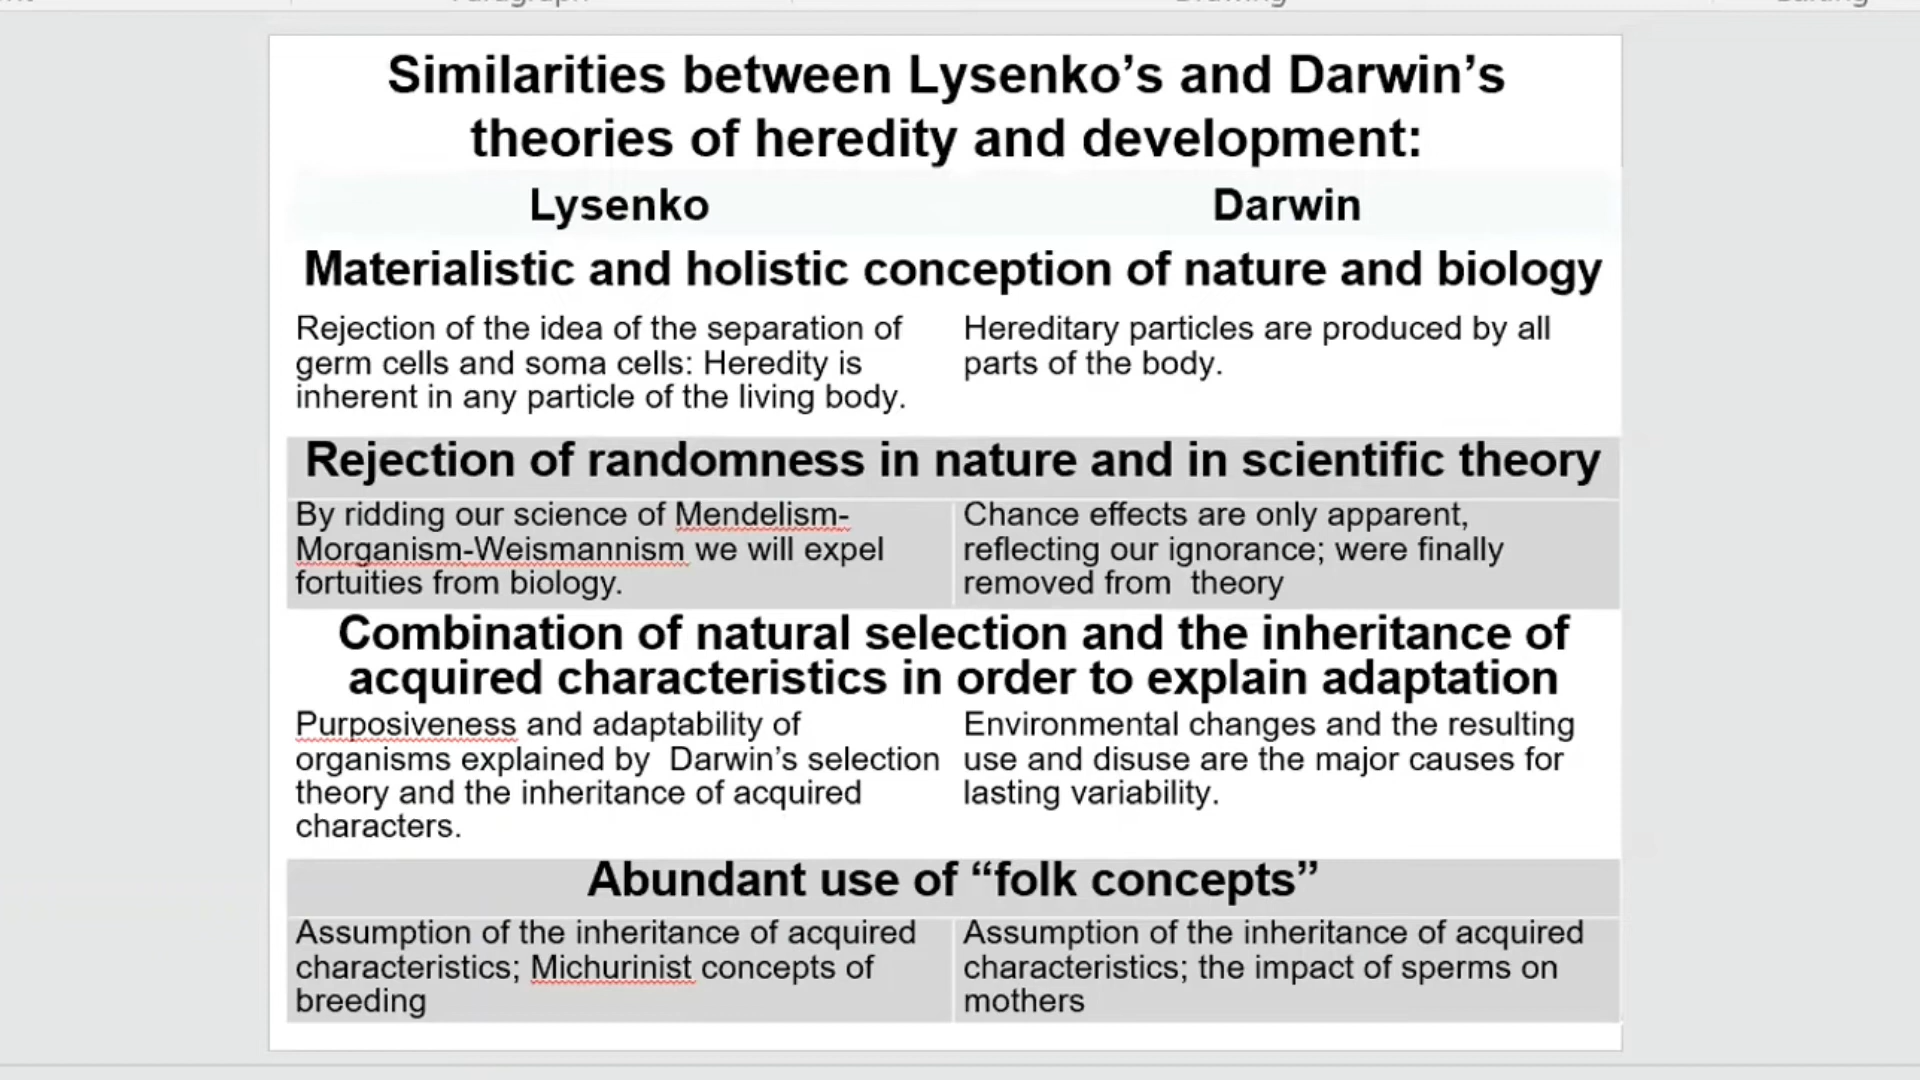 Similarities between Lysenko’s and Darwin’s
theories of heredity and development:
Lysenko
Darwin
Materialistic and holistic conception of nature and biology
Rejection of the idea of the separation of
germ cells and soma cells: Heredity is
inherent in any particle of the living body.
Hereditary particles are produced by all
parts of the body.
Rejection of randomness in nature and in scientific theory
By ridding our science of Mendelism-
Morganism-Weismannism we will expel
fortuities from biology.
Chance effects are only apparent,
reflecting our ignorance; were finally
removed from  theory
Combination of natural selection and the inheritance of
acquired characteristics in order to explain adaptation
Purposiveness and adaptability of
organisms explained by  Darwin’s selection
theory and the inheritance of acquired
characters.
Environmental changes and the resulting
use and disuse are the major causes for
lasting variability.
Abundant use of “folk concepts”
Assumption of the inheritance of acquired
characteristics; Michurinist concepts of
breeding
Assumption of the inheritance of acquired
characteristics; the impact of sperms on
mothers